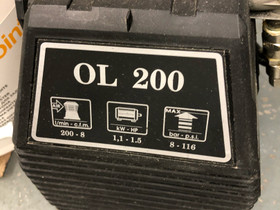 OL 200
MAX
l/min - c.f.m.
kW - HP
bar - p.s.i.
200 - 8
1,1 - 1.5
8 - 116